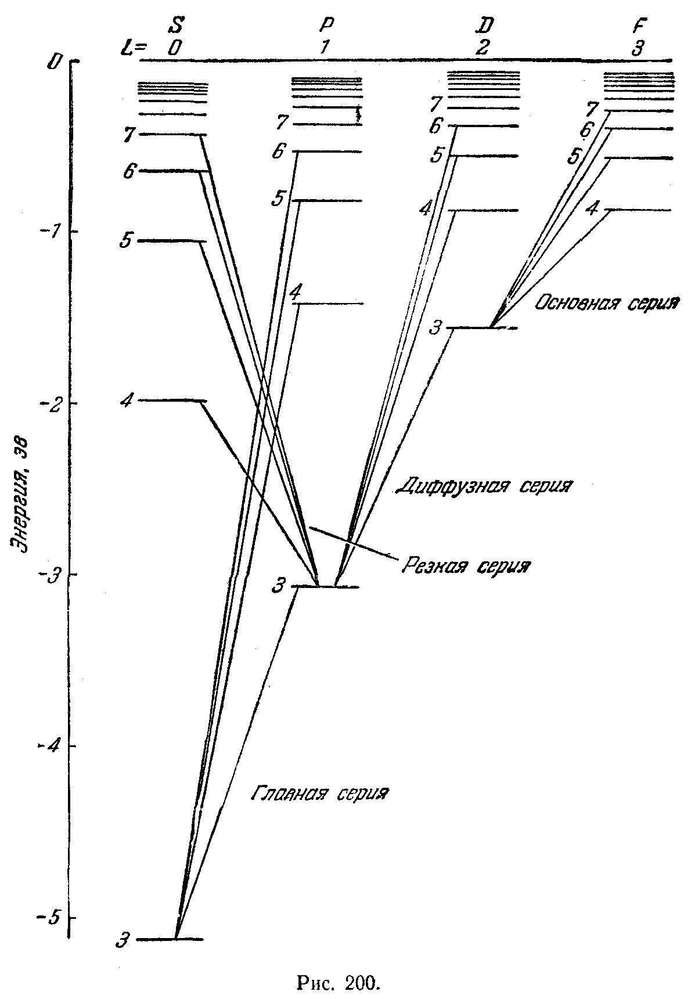 S P D F
L= 0 1 2 3
0
7 7 7 7
6 6 6 6
5 5 5 5
4 4 4 4
-1
Основная серия
3
-2
Энергия, эв
Диффузная серия
Резкая серия
-3
3
-4
Главная серия
-5
3
Рис. 200.